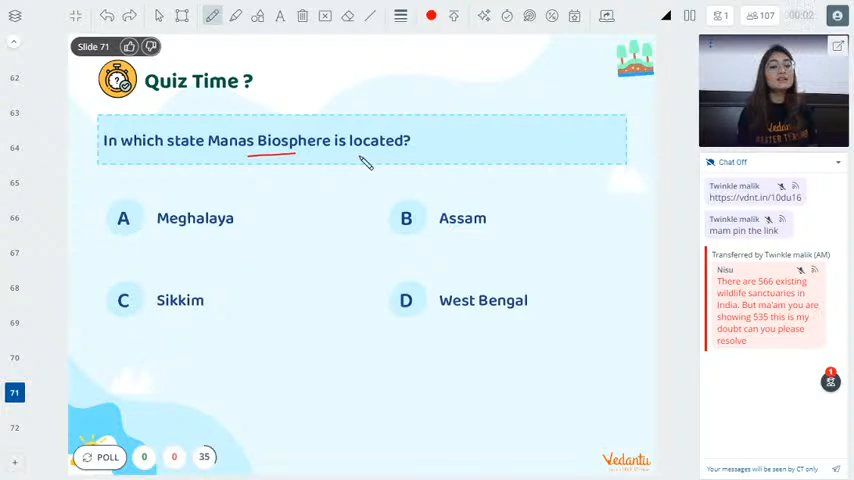 1
107
00:02
Slide 71
Quiz Time ?
In which state Manas Biosphere is located?
A Meghalaya
B Assam
C Sikkim
D West Bengal
62
63
64
65
66
67
68
69
70
71
72
POLL
0
0
35
Vedantu
Chat Off
Twinkle malik
https://vdnt.in/10du16
Twinkle malik
mam pin the link
Transferred by Twinkle malik (AM)
Nisu
There are 566 existing
wildlife sanctuaries in
India. But ma'am you are
showing 535 this is my
doubt can you please
resolve
1
Your messages will be seen by CT only